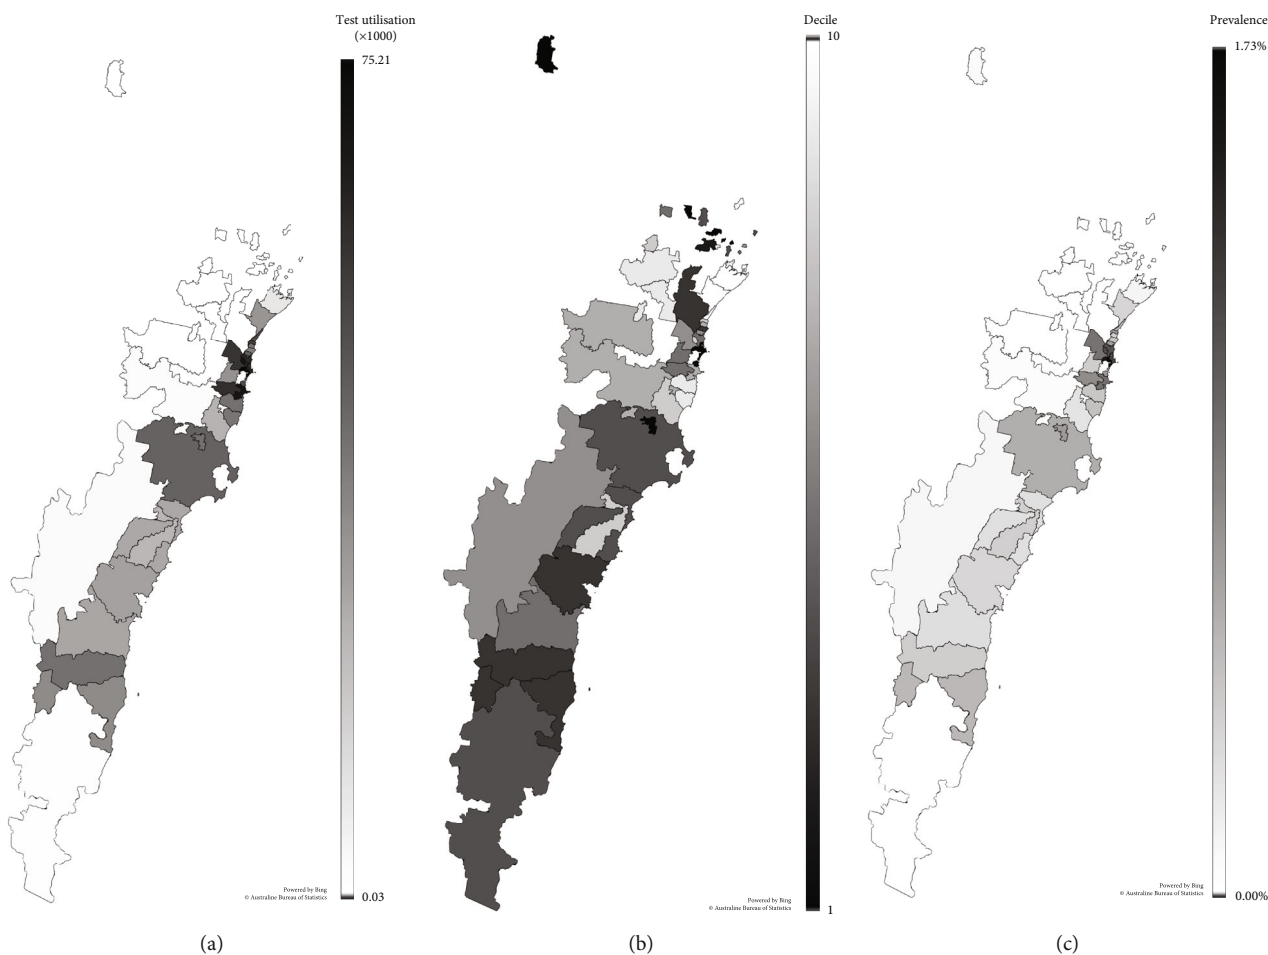 Test utilisation
(×1000)
75.21
0.03
Powered by Bing
© Australine Bureau of Statistics
(a)
Decile
10
1
Powered by Bing
© Australine Bureau of Statistics
(b)
Prevalence
1.73%
0.00%
Powered by Bing
© Australine Bureau of Statistics
(c)